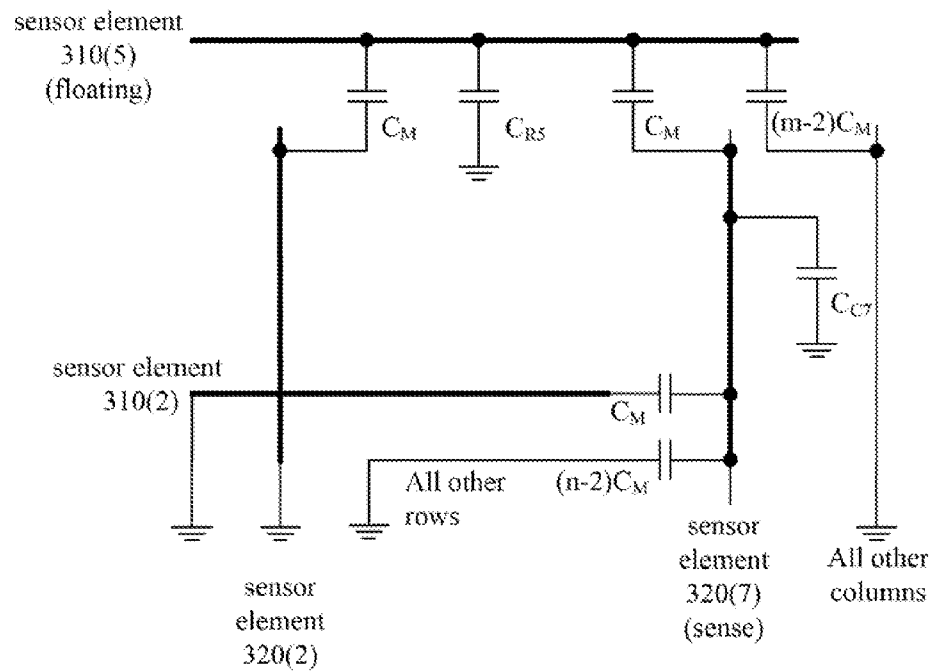 sensor element
310(5)
(floating)
C_M
C_R5
C_M
(m-2)C_M
C_C7
sensor element
310(2)
C_M
All other
rows
(n-2)C_M
sensor
element
320(7)
(sense)
All other
columns
sensor
element
320(2)